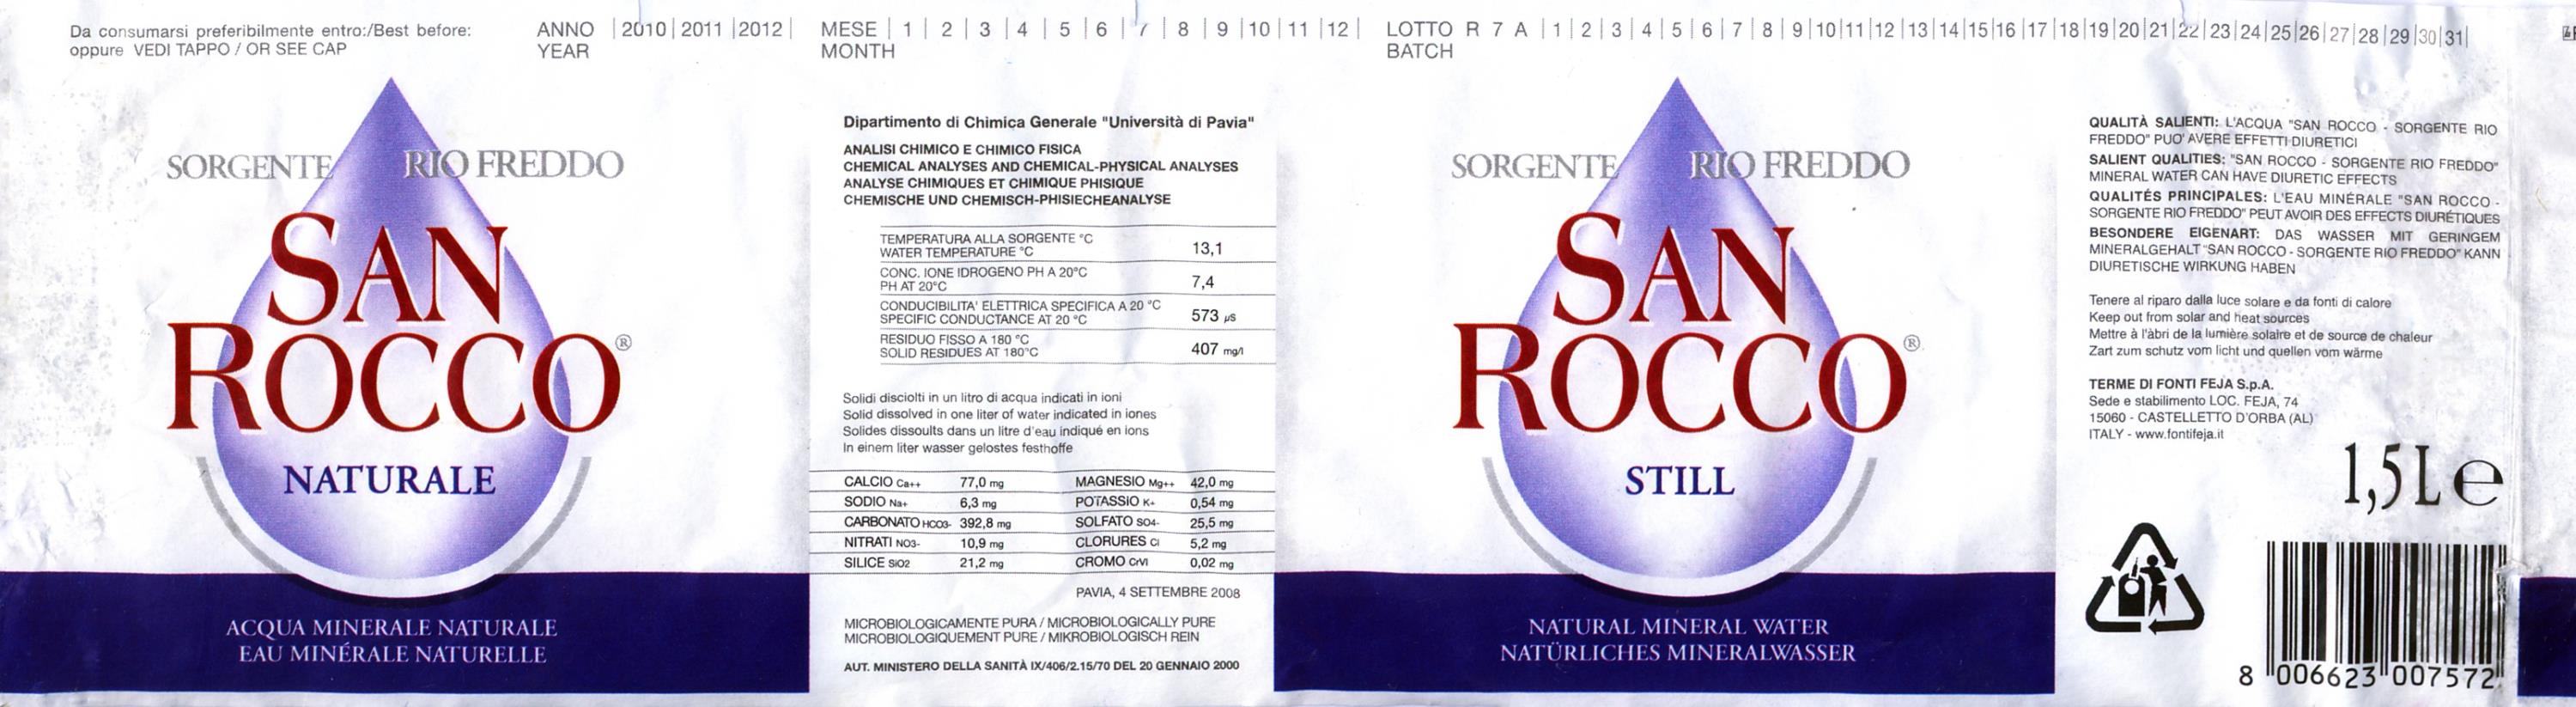 Da consumarsi preferibilmente entro:/Best before:
oppure VEDI TAPPO / OR SEE CAP
ANNO | 2010 | 2011 | 2012 |
YEAR
MESE | 1 | 2 | 3 | 4 | 5 | 6 | 7 | 8 | 9 | 10 | 11 | 12 |
MONTH
LOTTO R 7 A | 1 | 2 | 3 | 4 | 5 | 6 | 7 | 8 | 9 | 10 | 11 | 12 | 13 | 14 | 15 | 16 | 17 | 18 | 19 | 20 | 21 | 22 | 23 | 24 | 25 | 26 | 27 | 28 | 29 | 30 | 31 |
BATCH
SORGENTE RIO FREDDO
SAN
ROCCO®
NATURALE
ACQUA MINERALE NATURALE
EAU MINÉRALE NATURELLE
Dipartimento di Chimica Generale "Università di Pavia"
ANALISI CHIMICO E CHIMICO FISICA
CHEMICAL ANALYSES AND CHEMICAL-PHYSICAL ANALYSES
ANALYSE CHIMIQUES ET CHIMIQUE PHISIQUE
CHEMISCHE UND CHEMISCH-PHISIECHEANALYSE
TEMPERATURA ALLA SORGENTE °C
WATER TEMPERATURE °C 13,1
CONC. IONE IDROGENO PH A 20°C
PH AT 20°C 7,4
CONDUCIBILITA' ELETTRICA SPECIFICA A 20 °C
SPECIFIC CONDUCTANCE AT 20 °C 573 µS
RESIDUO FISSO A 180 °C
SOLID RESIDUES AT 180°C 407 mg/l
Solidi disciolti in un litro di acqua indicati in ioni
Solid dissolved in one liter of water indicated in iones
Solides dissoults dans un litre d'eau indiqué en ions
In einem liter wasser gelostes festhoffe
CALCIO Ca++ 77,0 mg MAGNESIO Mg++ 42,0 mg
SODIO Na+ 6,3 mg POTASSIO K+ 0,54 mg
CARBONATO HCO3- 392,8 mg SOLFATO SO4- 25,5 mg
NITRATI NO3- 10,9 mg CLORURES Cl 5,2 mg
SILICE SiO2 21,2 mg CROMO CrVI 0,02 mg
PAVIA, 4 SETTEMBRE 2008
MICROBIOLOGICAMENTE PURA / MICROBIOLOGICALLY PURE
MICROBIOLOGIQUEMENT PURE / MIKROBIOLOGISCH REIN
AUT. MINISTERO DELLA SANITÀ IX/406/2.15/70 DEL 20 GENNAIO 2000
SORGENTE RIO FREDDO
SAN
ROCCO®
STILL
NATURAL MINERAL WATER
NATÜRLICHES MINERALWASSER
QUALITÀ SALIENTI: L'ACQUA "SAN ROCCO - SORGENTE RIO
FREDDO" PUO' AVERE EFFETTI DIURETICI
SALIENT QUALITIES: "SAN ROCCO - SORGENTE RIO FREDDO"
MINERAL WATER CAN HAVE DIURETIC EFFECTS
QUALITÉS PRINCIPALES: L'EAU MINÉRALE "SAN ROCCO -
SORGENTE RIO FREDDO" PEUT AVOIR DES EFFECTS DIURÉTIQUES
BESONDERE EIGENART: DAS WASSER MIT GERINGEM
MINERALGEHALT "SAN ROCCO - SORGENTE RIO FREDDO" KANN
DIURETISCHE WIRKUNG HABEN
Tenere al riparo dalla luce solare e da fonti di calore
Keep out from solar and heat sources
Mettre à l'àbri de la lumière solaire et de source de chaleur
Zart zum schutz vom licht und quellen vom wärme
TERME DI FONTI FEJA S.p.A.
Sede e stabilimento LOC. FEJA, 74
15060 - CASTELLETTO D'ORBA (AL)
ITALY - www.fontifeja.it
1,5 L e
8 006623 007572